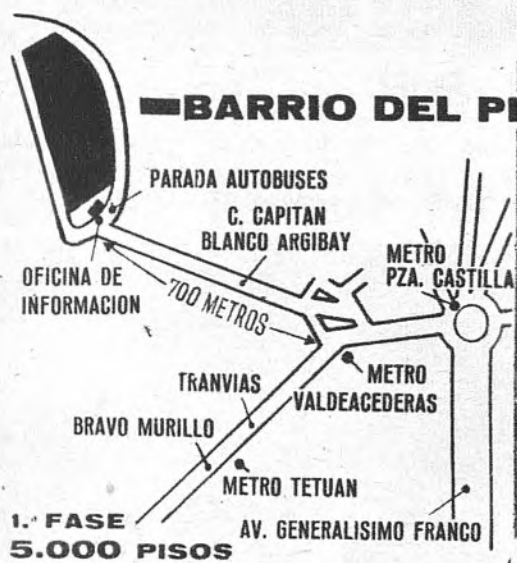 BARRIO DEL
PARADA AUTOBUSES
C. CAPITAN
BLANCO ARGIBAY
METRO
PZA. CASTILLA
OFICINA DE
INFORMACION
700 METROS
TRANVIAS
METRO
VALDEACEDERAS
BRAVO MURILLO
METRO TETUAN
AV. GENERALISIMO FRANCO
1.ª FASE
5.000 PISOS